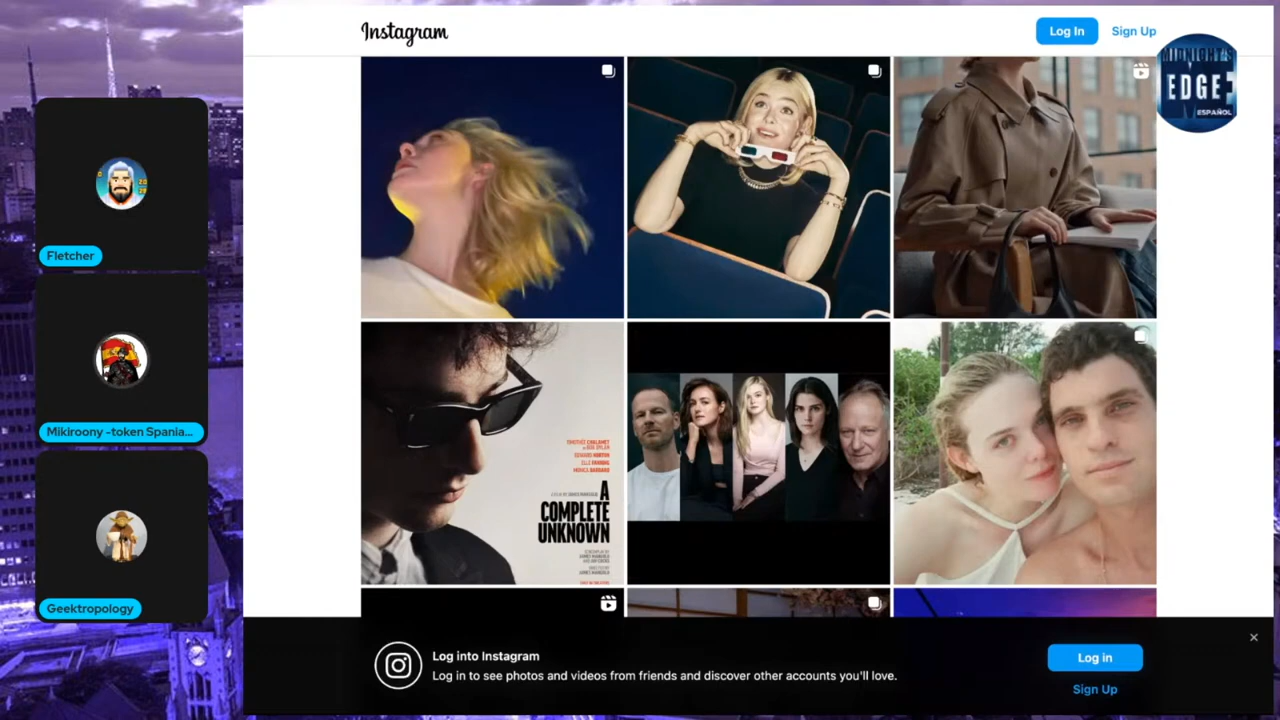 Instagram
Log In
Sign Up
MIDNIGHT'S
EDGE
ESPAÑOL
Fletcher
Mikiroony -token Spania...
Geektropology
TIMOTHÉE CHALAMET
EDWARD NORTON
ELLE FANNING
MONICA BARBARO
A
COMPLETE
UNKNOWN
Log into Instagram
Log in to see photos and videos from friends and discover other accounts you'll love.
Log in
Sign Up